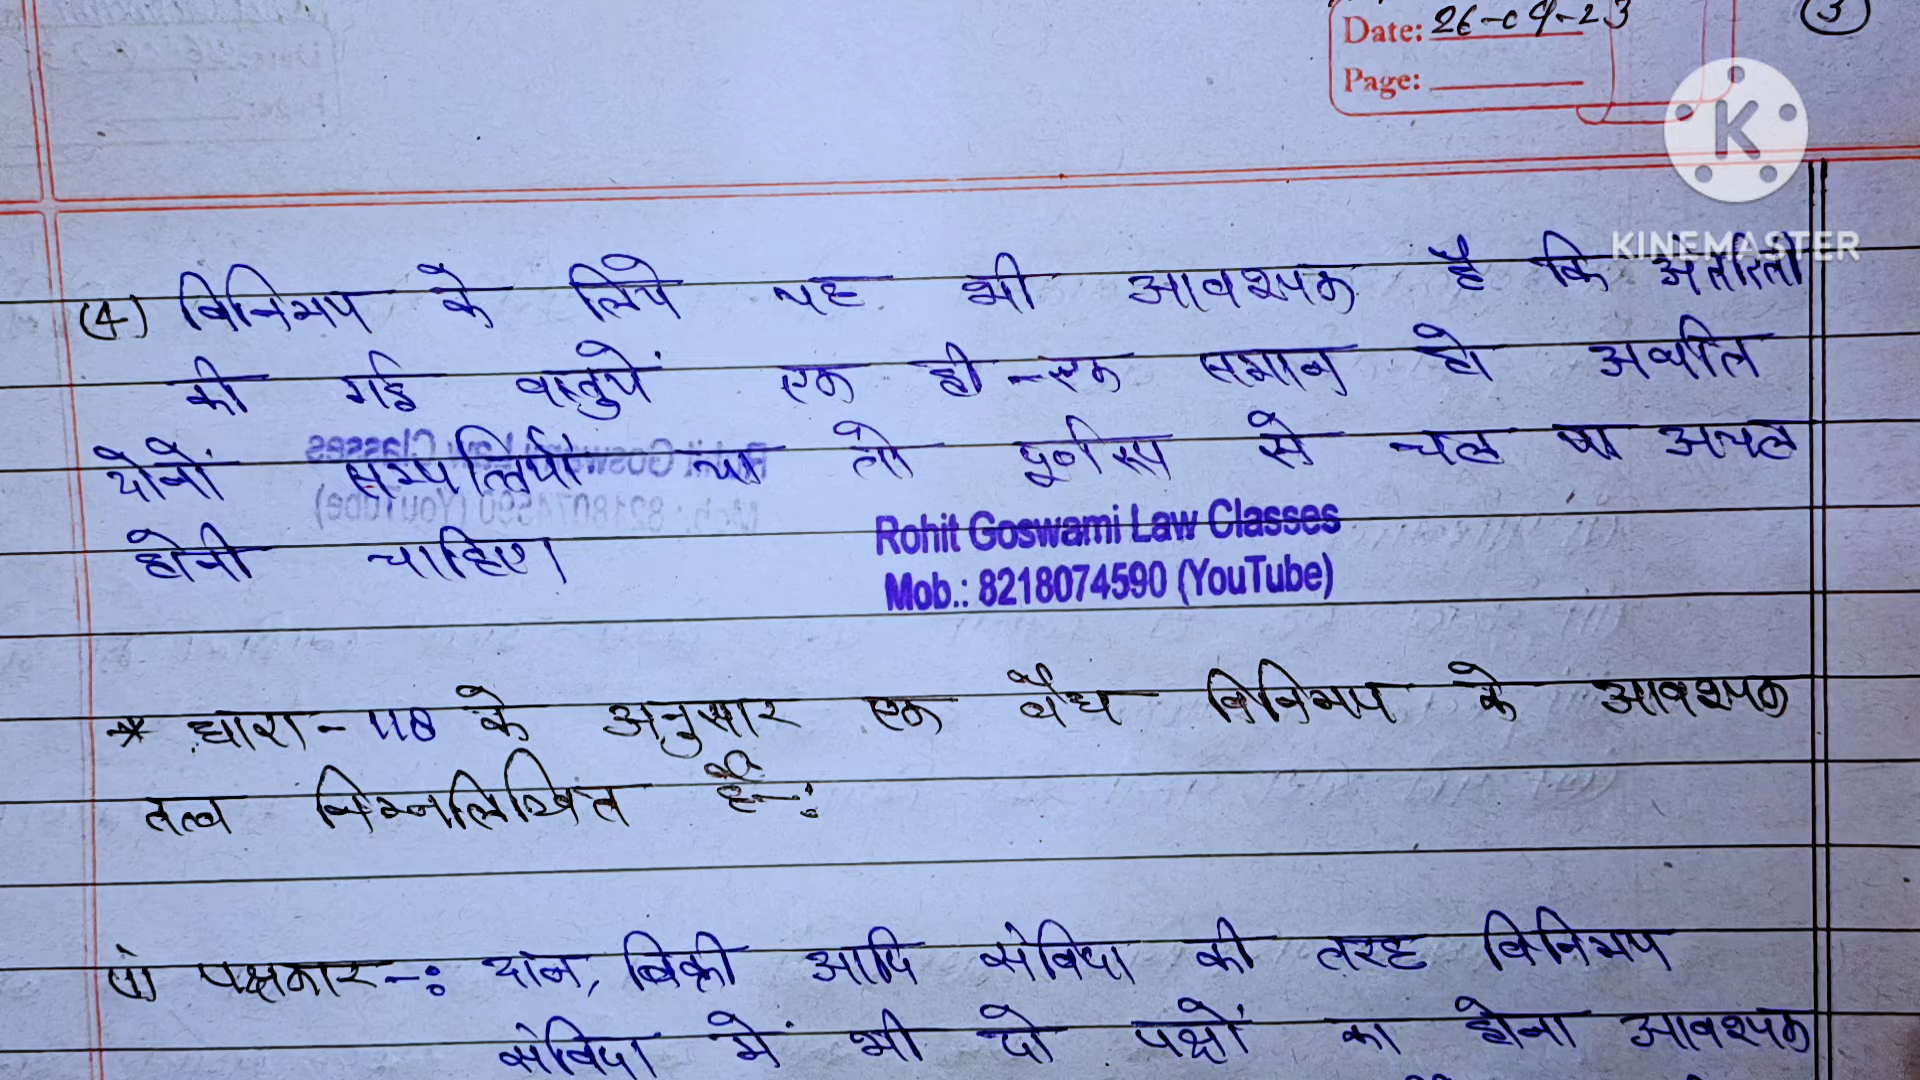 Date: 26-04-23
3
Page:
K
KINEMASTER
(4) विनिमय के लिये यह भी आवश्यक है कि अंतरित
की गई वस्तुयें एक ही-एक समान हो अर्थात
दोनों सम्पत्तियां या तो पूर्णरूप से चल या अचल
होनी चाहिए।
Rohit Goswami Law Classes
Mob.: 8218074590 (YouTube)
* धारा-118 के अनुसार एक वैध विनिमय के आवश्यक
तत्व निम्नलिखित है-:
(1) पक्षकार-: दान, बिक्री आदि संविदा की तरह विनिमय
संविदा में भी दो पक्षों का होना आवश्यक